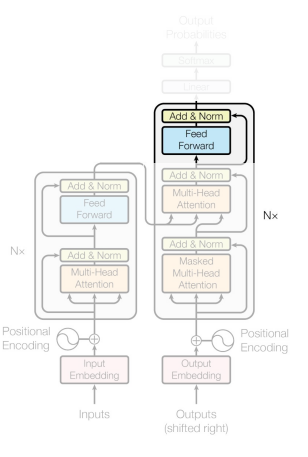 Output
Probabilities
Softmax
Linear
Add & Norm
Feed
Forward
Add & Norm
Multi-Head
Attention
Add & Norm
Feed
Forward
Nx
Add & Norm
Masked
Multi-Head
Attention
Nx
Add & Norm
Multi-Head
Attention
Positional
Encoding
Positional
Encoding
Input
Embedding
Output
Embedding
Inputs
Outputs
(shifted right)